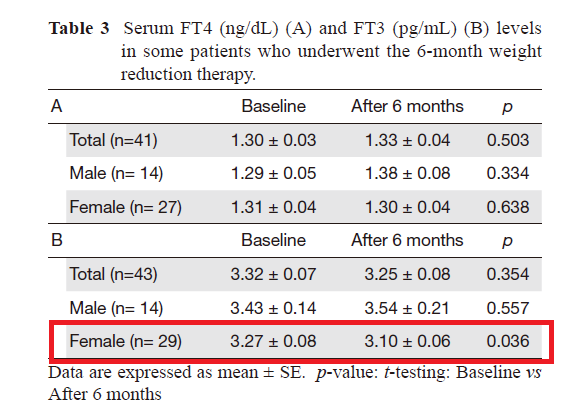 Table 3 Serum FT4 (ng/dL) (A) and FT3 (pg/mL) (B) levels
in some patients who underwent the 6-month weight
reduction therapy.
A Baseline After 6 months p
Total (n=41) 1.30 ± 0.03 1.33 ± 0.04 0.503
Male (n= 14) 1.29 ± 0.05 1.38 ± 0.08 0.334
Female (n= 27) 1.31 ± 0.04 1.30 ± 0.04 0.638
B Baseline After 6 months p
Total (n=43) 3.32 ± 0.07 3.25 ± 0.08 0.354
Male (n= 14) 3.43 ± 0.14 3.54 ± 0.21 0.557
Female (n= 29) 3.27 ± 0.08 3.10 ± 0.06 0.036
Data are expressed as mean ± SE. p-value: t-testing: Baseline vs
After 6 months